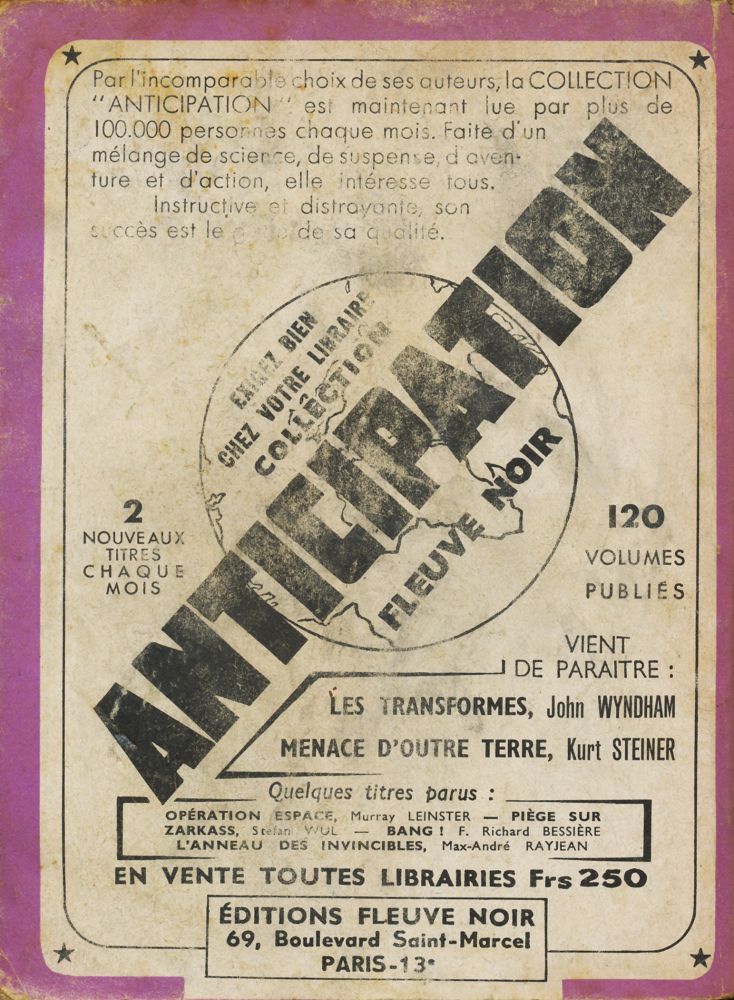 Par l'incomparable choix de ses auteurs, la COLLECTION
"ANTICIPATION" est maintenant lue par plus de
100.000 personnes chaque mois. Faite d'un
mélange de science, de suspense, d'aven-
ture et d'action, elle intéresse tous.
Instructive et distrayante, son
succès est le de sa qualité.
EXIGEZ BIEN
CHEZ VOTRE LIBRAIRE
COLLECTION
ANTICIPATION
FLEUVE NOIR
2
NOUVEAUX
TITRES
CHAQUE
MOIS
120
VOLUMES
PUBLIÉS
VIENT
DE PARAITRE :
LES TRANSFORMES, John WYNDHAM
MENACE D'OUTRE TERRE, Kurt STEINER
Quelques titres parus :
OPÉRATION ESPACE, Murray LEINSTER — PIÈGE SUR
ZARKASS, Stefan WUL — BANG ! F. Richard BESSIÈRE
L'ANNEAU DES INVINCIBLES, Max-André RAYJEAN
EN VENTE TOUTES LIBRAIRIES Frs 250
ÉDITIONS FLEUVE NOIR
69, Boulevard Saint-Marcel
PARIS-13ᵉ